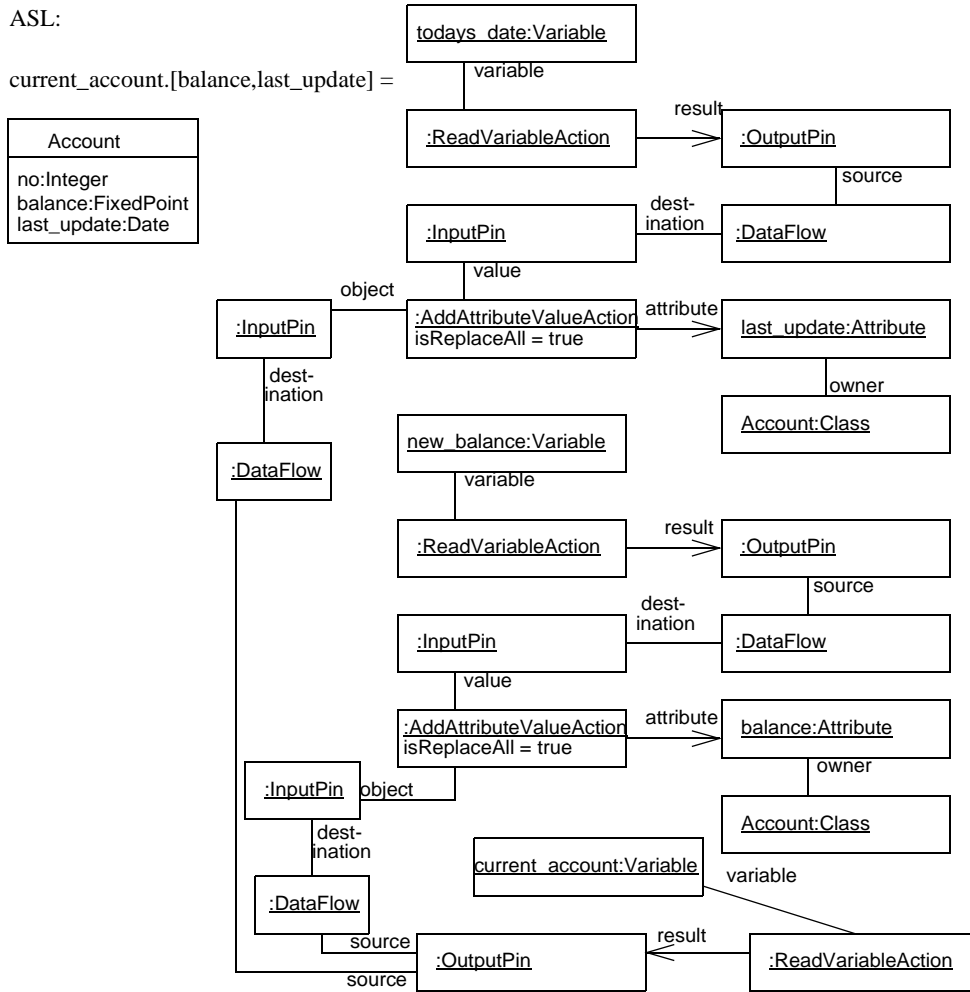 ASL:
todays_date:Variable
variable
current_account.[balance,last_update] =
result
Account
:ReadVariableAction
:OutputPin
source
no:Integer
balance:FixedPoint
last_update:Date
dest-
ination
:InputPin
:DataFlow
value
object
:InputPin
:AddAttributeValueAction
isReplaceAll = true
attribute
last_update:Attribute
dest-
ination
owner
new_balance:Variable
Account:Class
:DataFlow
variable
result
:ReadVariableAction
:OutputPin
source
dest-
ination
:InputPin
:DataFlow
value
:AddAttributeValueAction
isReplaceAll = true
attribute
balance:Attribute
owner
:InputPin
object
Account:Class
dest-
ination
current_account:Variable
variable
:DataFlow
source
result
:OutputPin
:ReadVariableAction
source